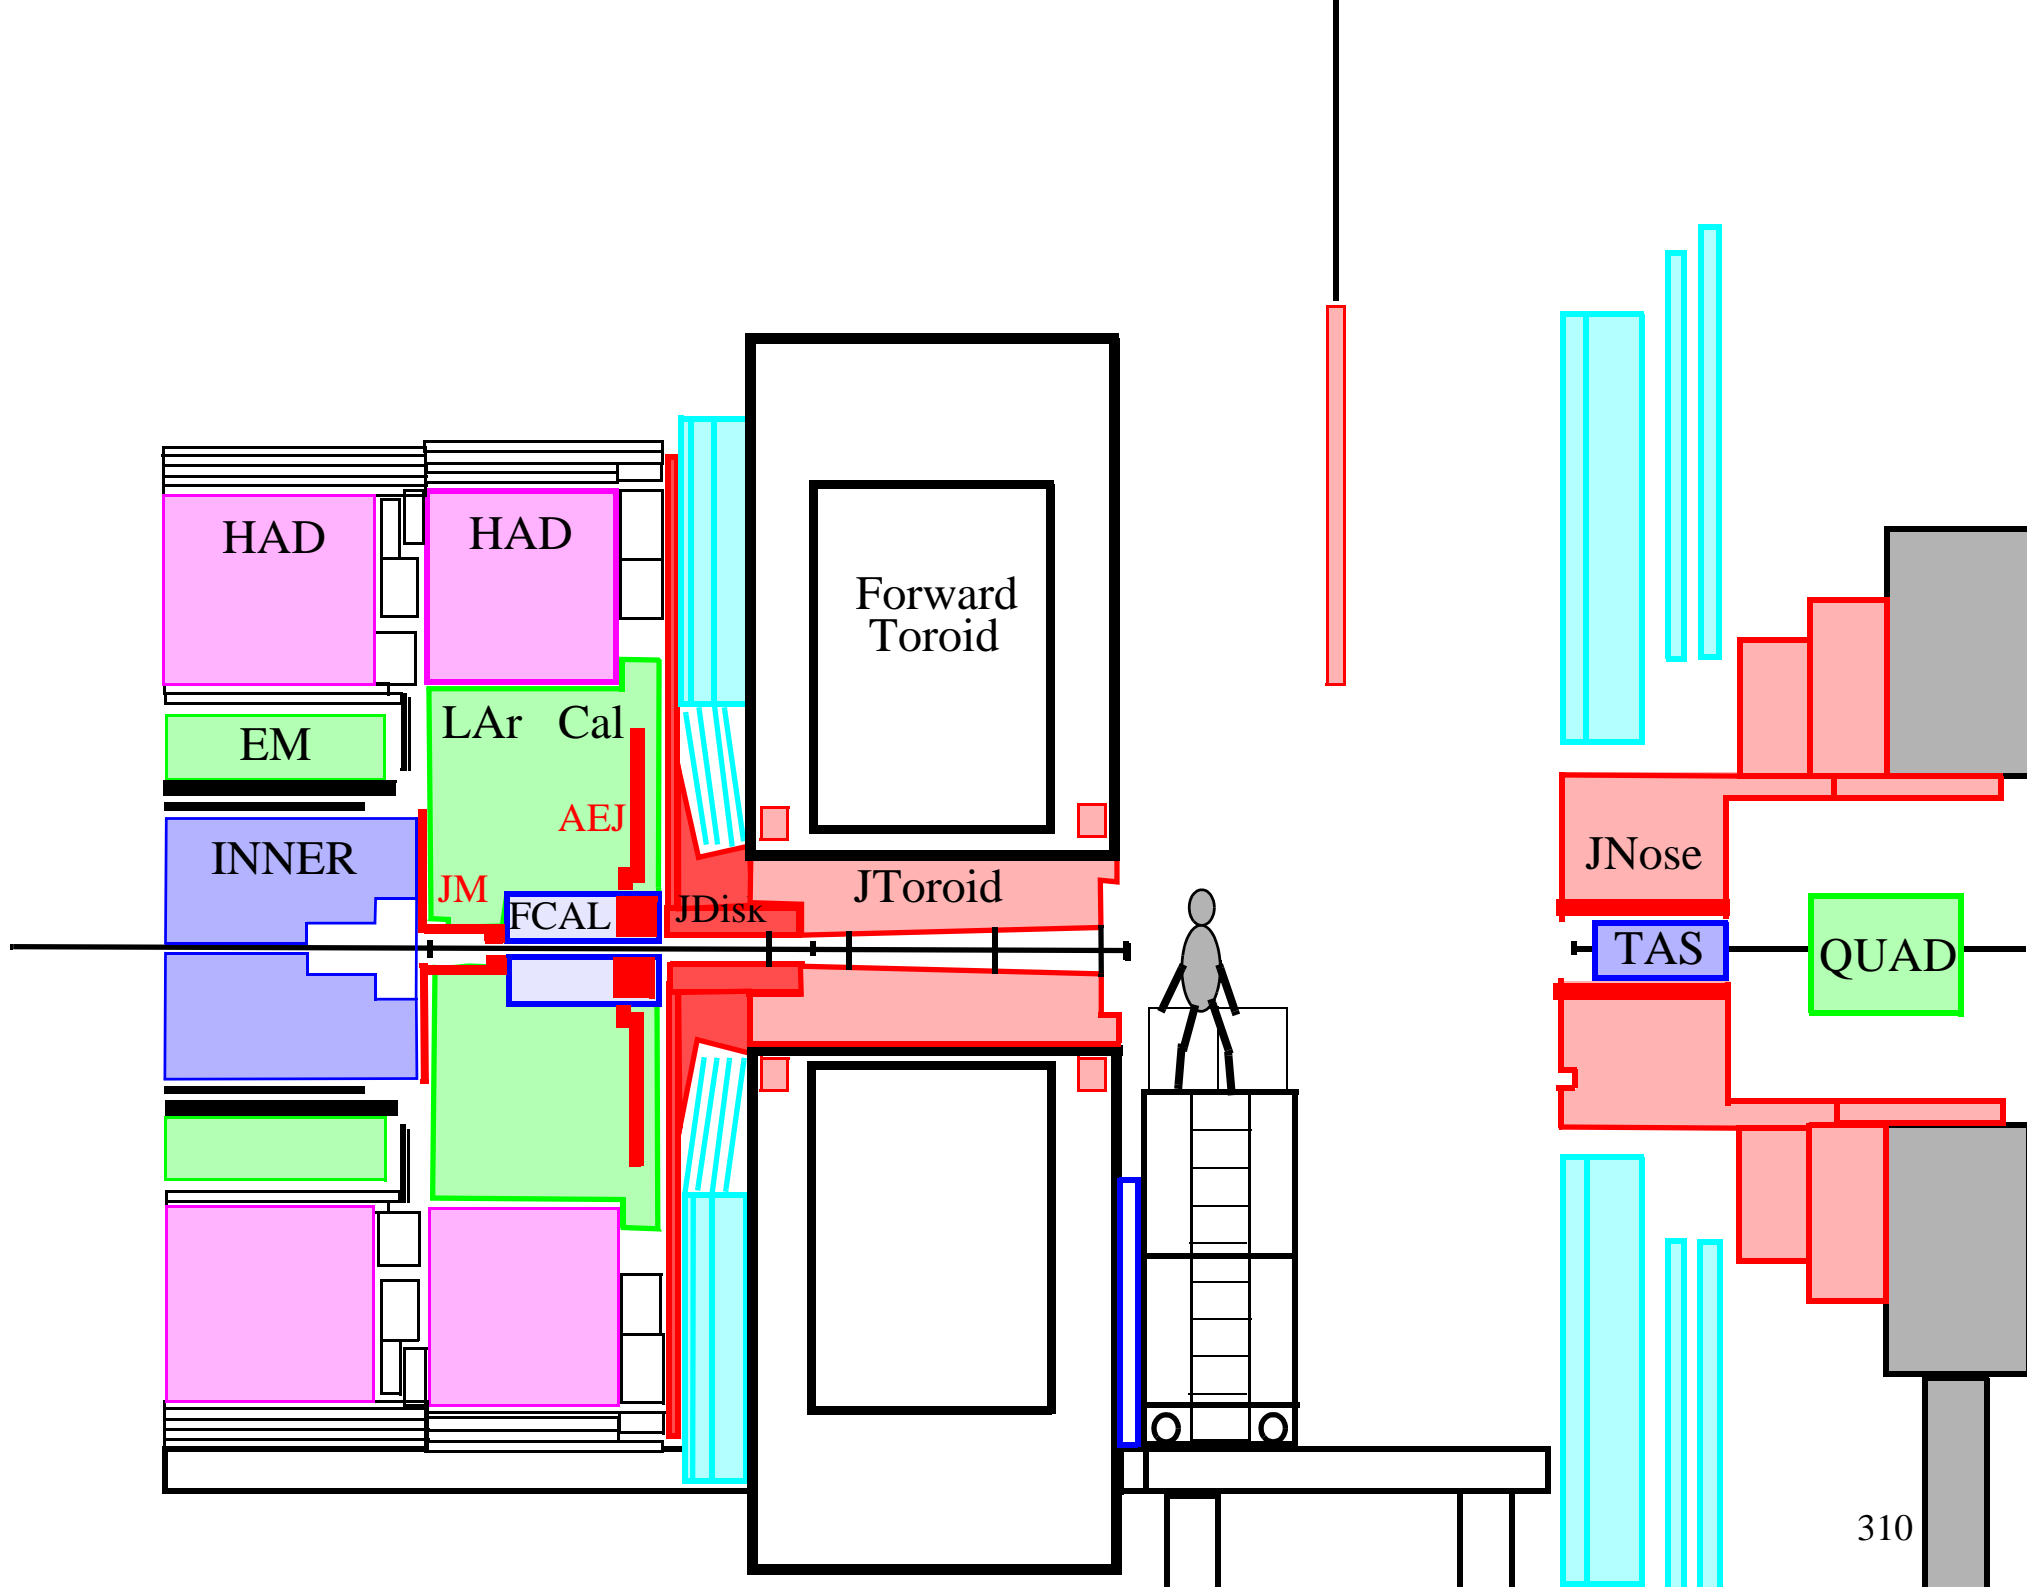 HAD
HAD
Forward
Toroid
LAr Cal
EM
AEJ
INNER
JM
FCAL
JDisk
JToroid
JNose
TAS
QUAD
310